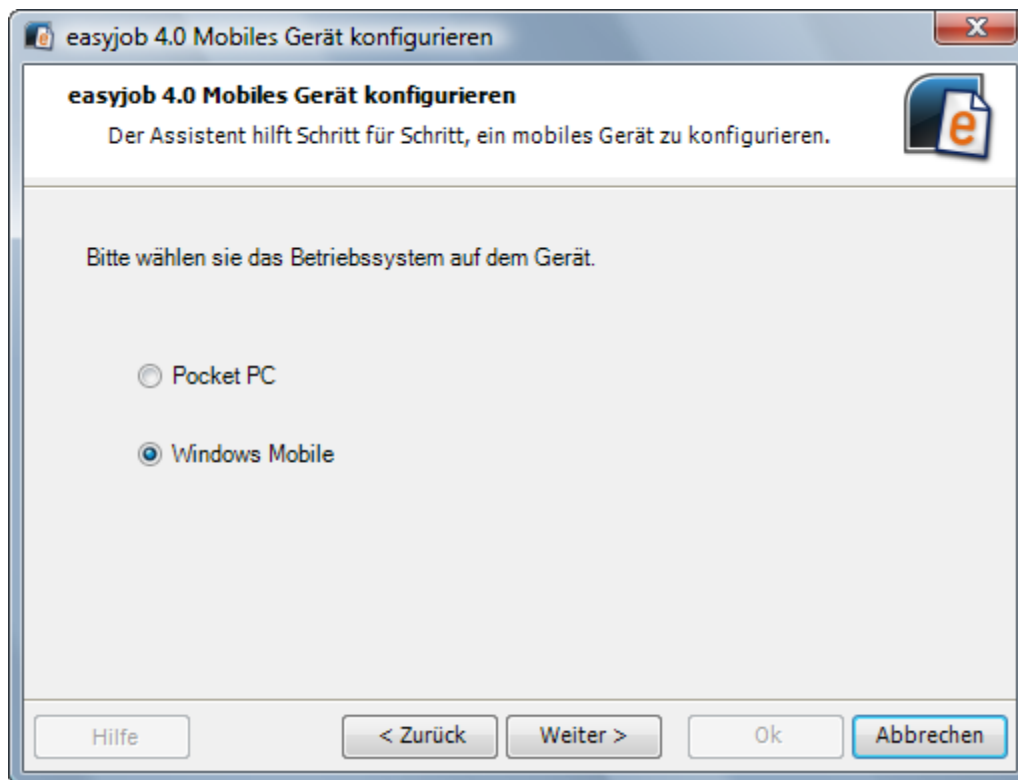 easyjob 4.0 Mobiles Gerät konfigurieren
easyjob 4.0 Mobiles Gerät konfigurieren
Der Assistent hilft Schritt für Schritt, ein mobiles Gerät zu konfigurieren.
e
Bitte wählen sie das Betriebssystem auf dem Gerät.
Pocket PC
Windows Mobile
Hilfe
< Zurück
Weiter >
Ok
Abbrechen